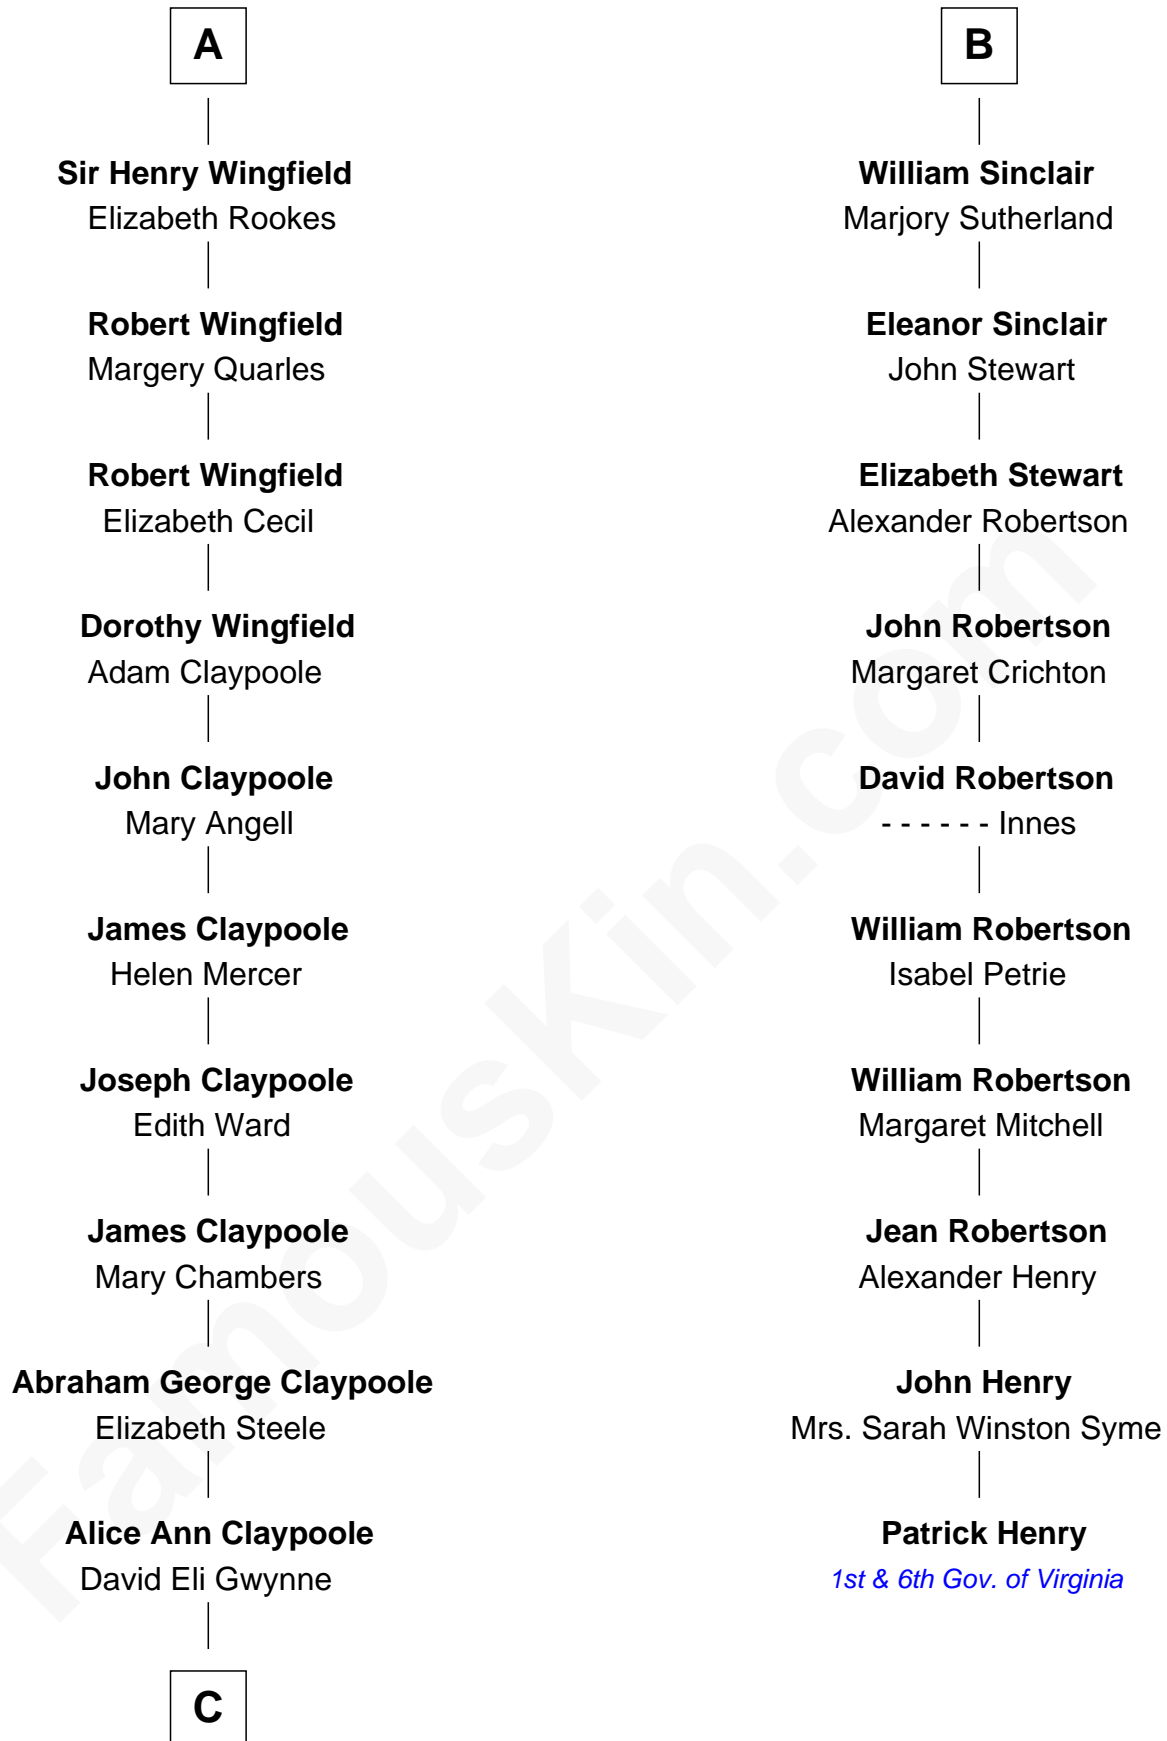 A
Sir Henry Wingfield
Elizabeth Rookes
Robert Wingfield
Margery Quarles
Robert Wingfield
Elizabeth Cecil
Dorothy Wingfield
Adam Claypoole
John Claypoole
Mary Angell
James Claypoole
Helen Mercer
Joseph Claypoole
Edith Ward
James Claypoole
Mary Chambers
Abraham George Claypoole
Elizabeth Steele
Alice Ann Claypoole
David Eli Gwynne
C
B
William Sinclair
Marjory Sutherland
Eleanor Sinclair
John Stewart
Elizabeth Stewart
Alexander Robertson
John Robertson
Margaret Crichton
David Robertson
- - - - - - Innes
William Robertson
Isabel Petrie
William Robertson
Margaret Mitchell
Jean Robertson
Alexander Henry
John Henry
Mrs. Sarah Winston Syme
Patrick Henry
1st & 6th Gov. of Virginia
FamousKin.com